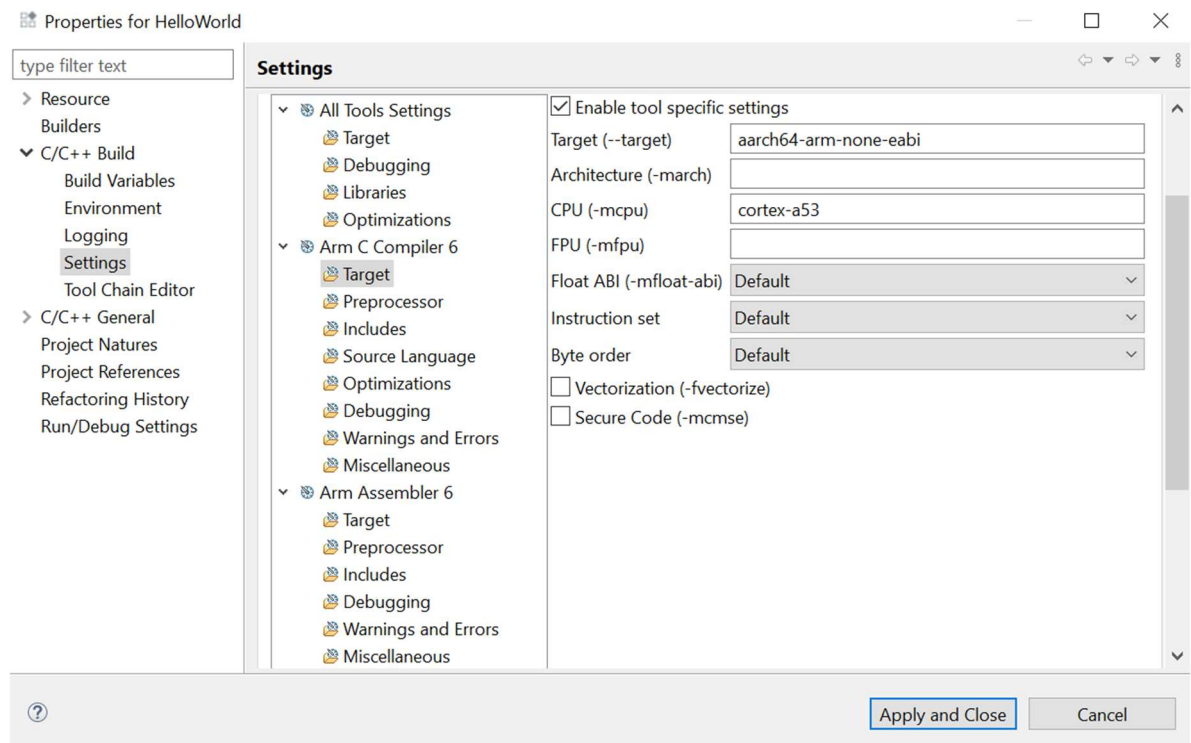 Properties for HelloWorld
type filter text
Resource
Builders
C/C++ Build
Build Variables
Environment
Logging
Settings
Tool Chain Editor
C/C++ General
Project Natures
Project References
Refactoring History
Run/Debug Settings
Settings
All Tools Settings
Target
Debugging
Libraries
Optimizations
Arm C Compiler 6
Target
Preprocessor
Includes
Source Language
Optimizations
Debugging
Warnings and Errors
Miscellaneous
Arm Assembler 6
Target
Preprocessor
Includes
Debugging
Warnings and Errors
Miscellaneous
Enable tool specific settings
Target (--target) aarch64-arm-none-eabi
Architecture (-march)
CPU (-mcpu) cortex-a53
FPU (-mfpu)
Float ABI (-mfloat-abi) Default
Instruction set Default
Byte order Default
Vectorization (-fvectorize)
Secure Code (-mcmse)
? Apply and Close Cancel